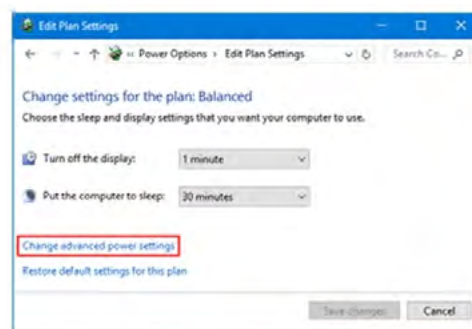 Edit Plan Settings
« Power Options › Edit Plan Settings
Search Co...
Change settings for the plan: Balanced
Choose the sleep and display settings that you want your computer to use.
Turn off the display: 1 minute
Put the computer to sleep: 30 minutes
Change advanced power settings
Restore default settings for this plan
Save changes Cancel